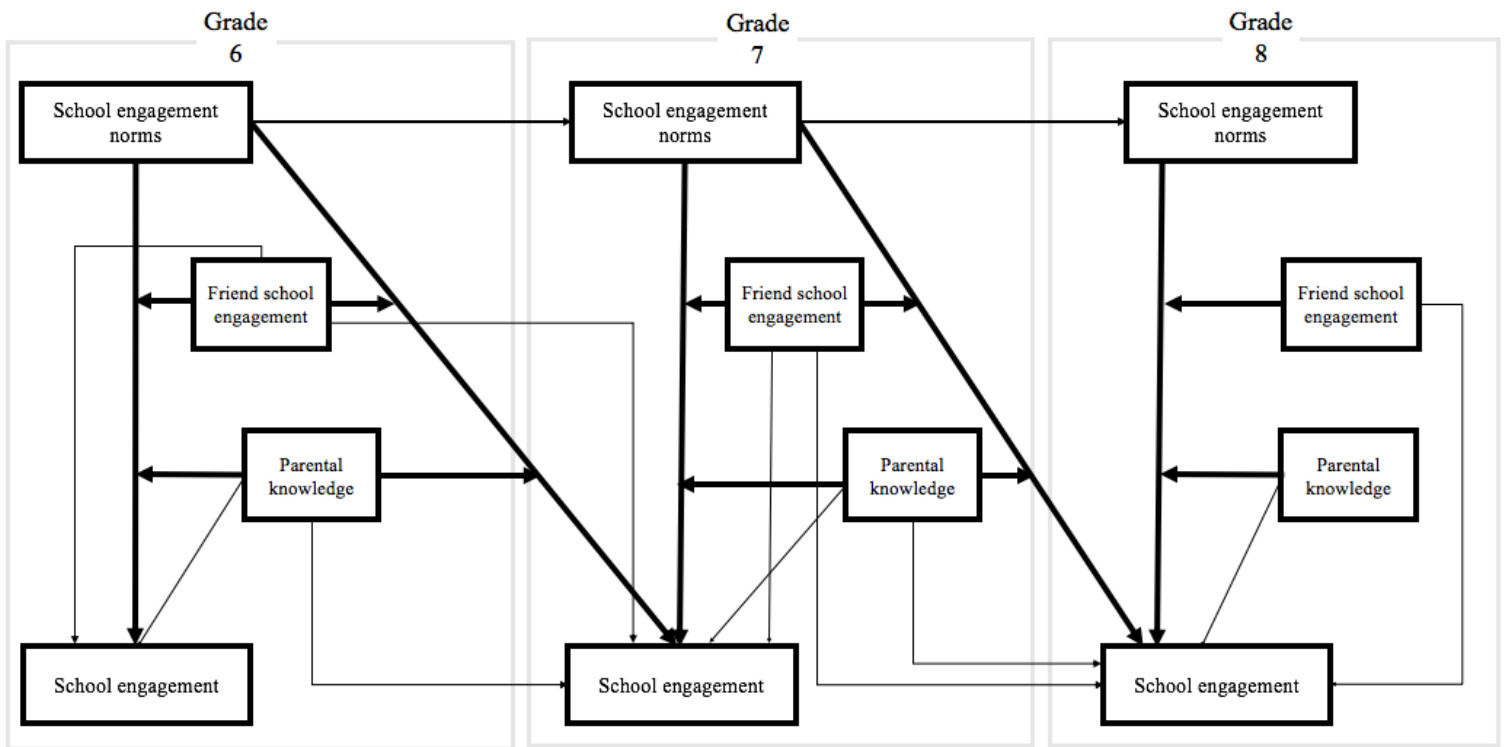 Grade
6
Grade
7
Grade
8
School engagement
norms
School engagement
norms
School engagement
norms
Friend school
engagement
Friend school
engagement
Friend school
engagement
Parental
knowledge
Parental
knowledge
Parental
knowledge
School engagement
School engagement
School engagement